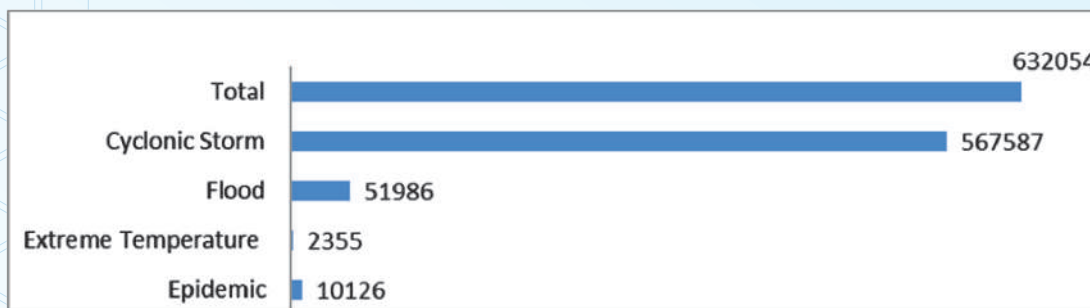 632054
Total
Cyclonic Storm 567587
Flood 51986
Extreme Temperature 2355
Epidemic 10126